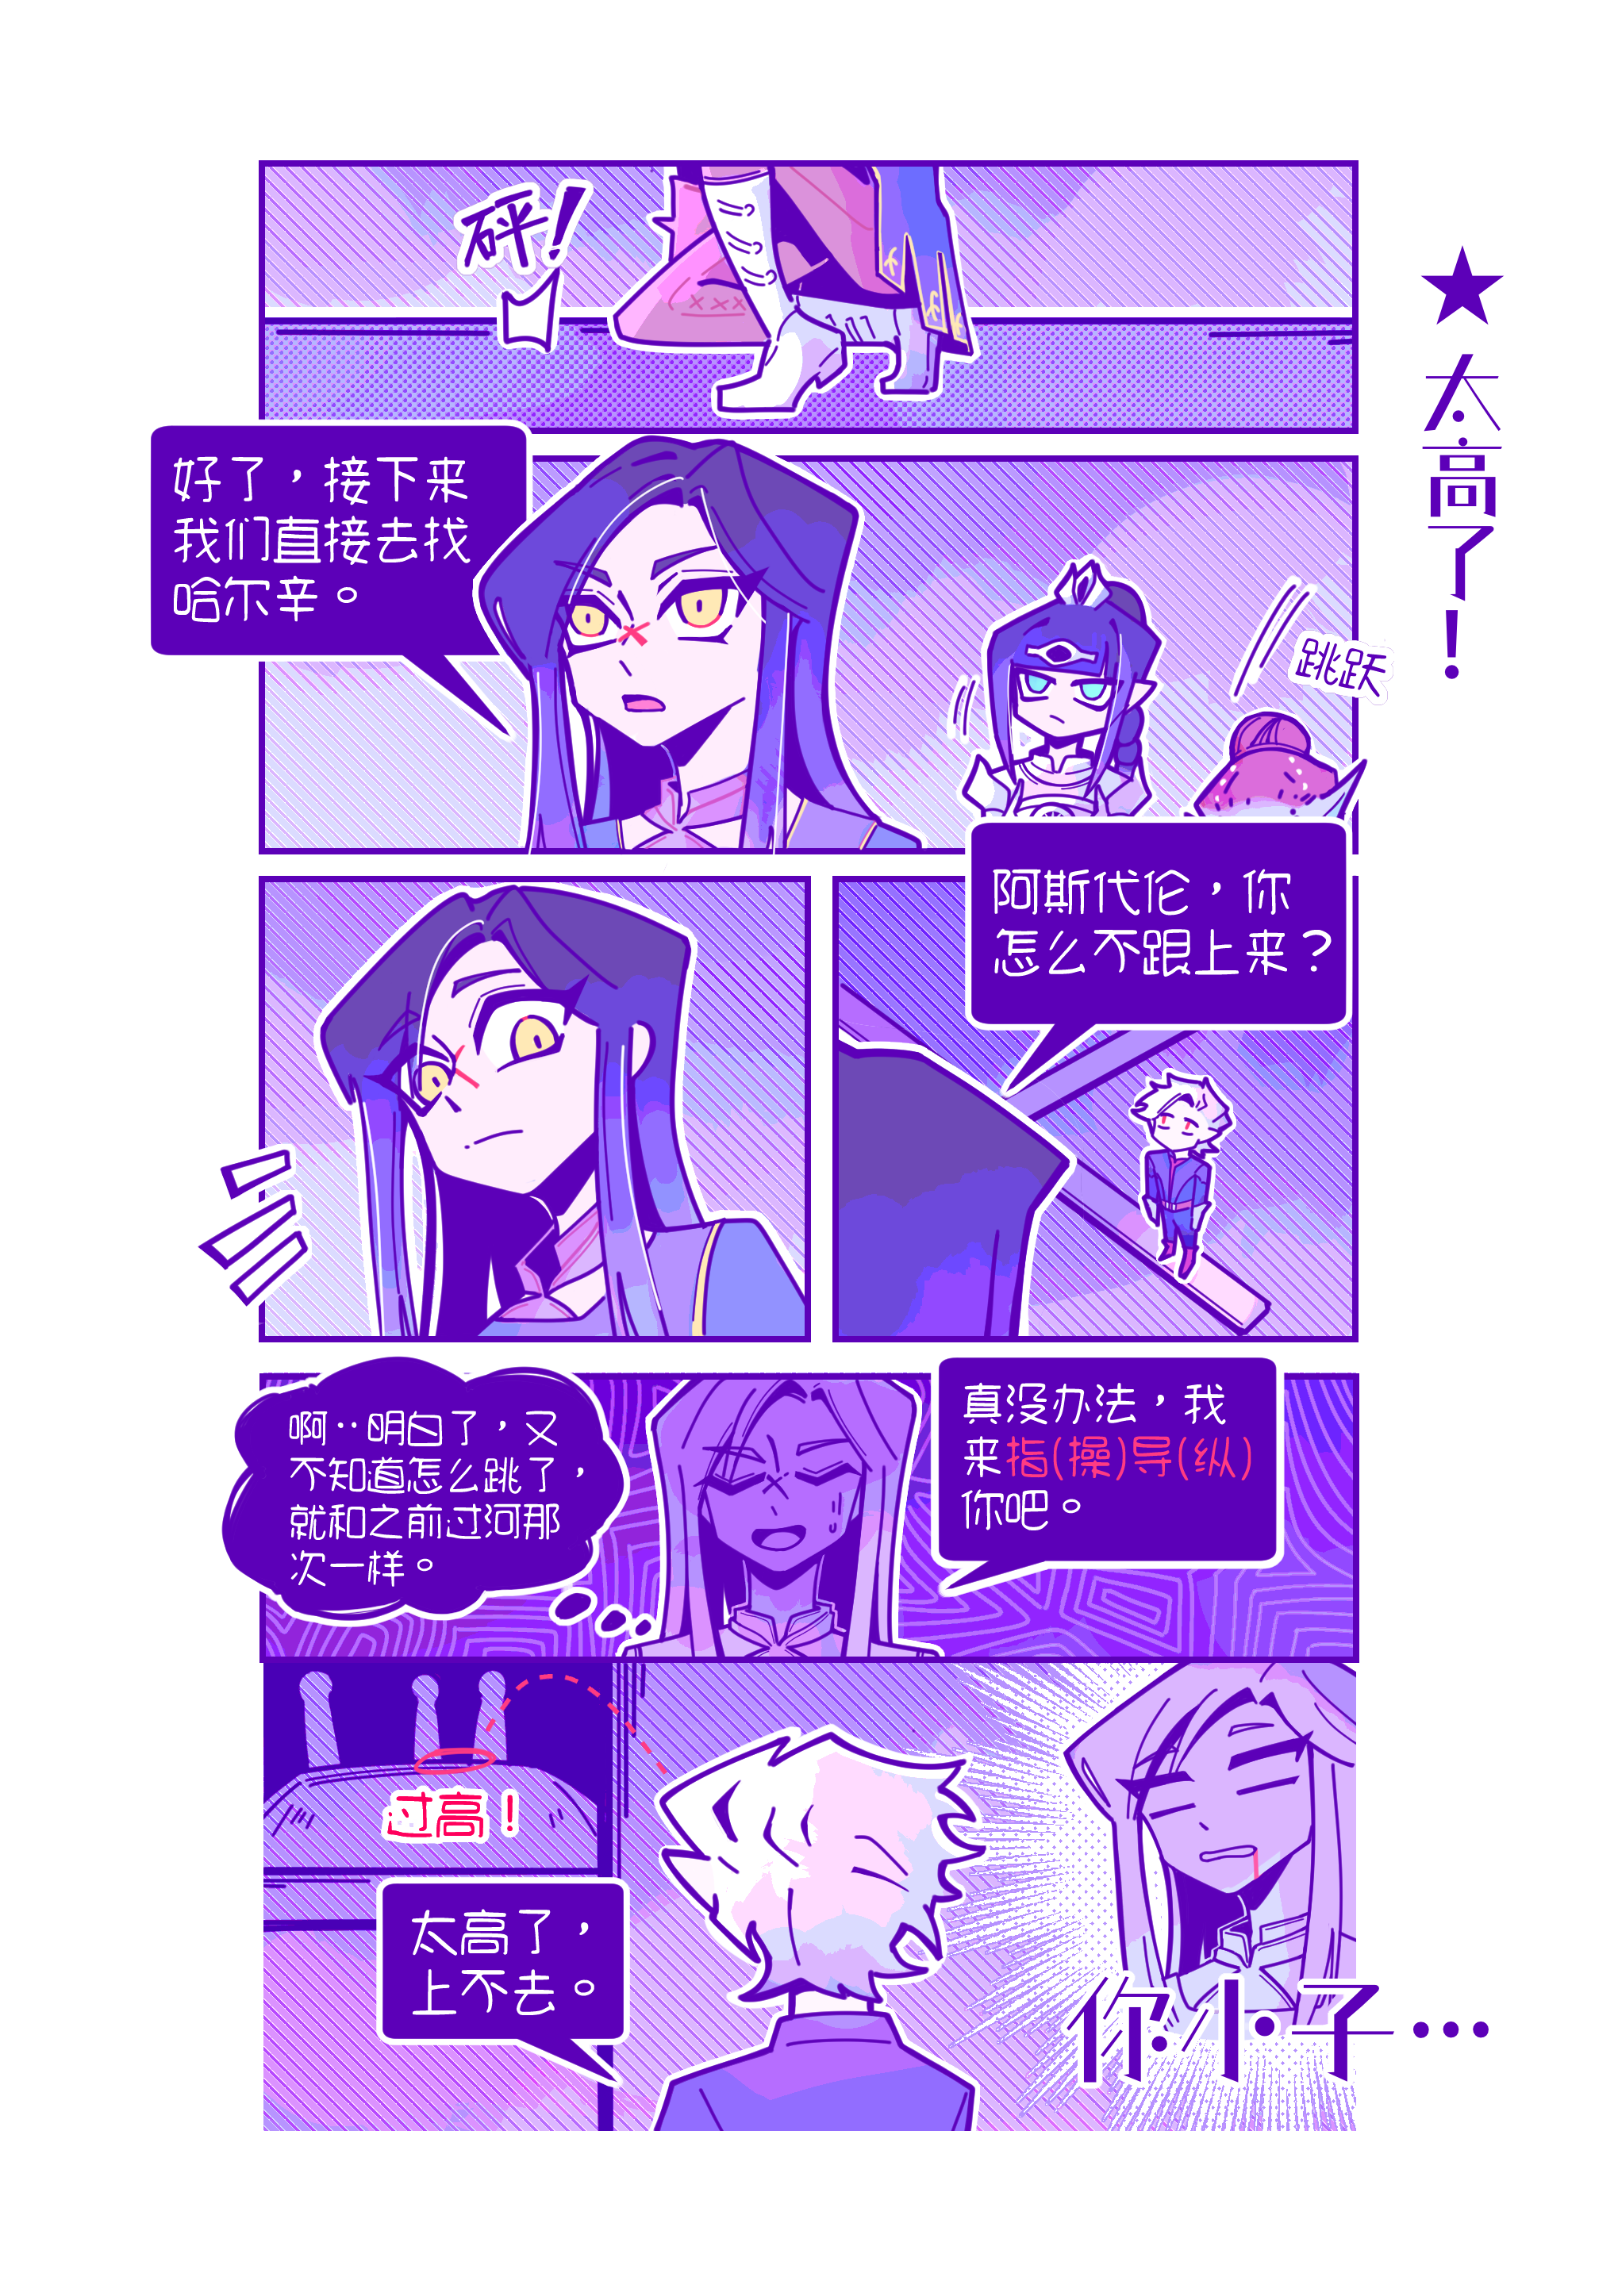 ★太高了！
砰！
好了，接下来
我们直接去找
哈尔辛。
跳跃
阿斯代伦，你
怎么不跟上来？
啊··明白了，又
不知道怎么跳了，
就和之前过河那
次一样。
真没办法，我
来指(操)导(纵)
你吧。
过高！
太高了，
上不去。
你小子…